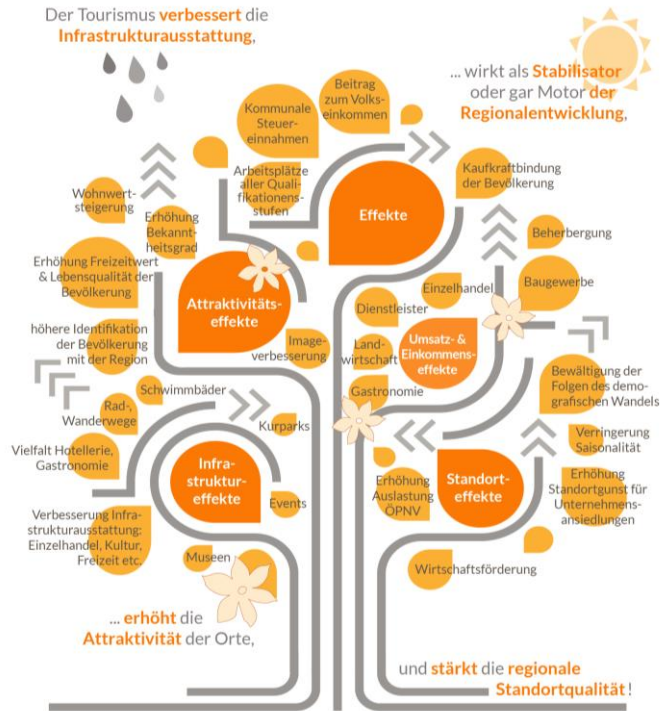 Der Tourismus verbessert die
Infrastrukturausstattung,
... wirkt als Stabilisator
oder gar Motor der
Regionalentwicklung,
Beitrag
zum Volks-
einkommen
Kommunale
Steuer-
einnahmen
Arbeitsplätze
aller Quali-
fikationens-
stufen
Effekte
Kaufkraftbindung
der Bevölkerung
Wohnwert-
steigerung
Erhöhung
Bekannt-
heitsgrad
Erhöhung Freizeitwert
& Lebensqualität der
Bevölkerung
Attraktivitäts-
effekte
höhere Identifikation
der Bevölkerung
mit der Region
Image-
verbesserung
Beherbergung
Baugewerbe
Einzelhandel
Dienstleister
Land-
wirtschaft
Umsatz- &
Einkommens-
effekte
Gastronomie
Bewältigung der
Folgen des demo-
grafischen Wandels
Schwimmbäder
Rad-,
Wanderwege
Kurparks
Vielfalt Hotellerie,
Gastronomie
Infra-
struktur-
effekte
Events
Verbesserung Infra-
strukturausstattung:
Einzelhandel, Kultur,
Freizeit etc.
Museen
Verringerung
Saisonalität
Erhöhung
Auslastung
ÖPNV
Standort-
effekte
Erhöhung
Standortgunst für
Unternehmens-
ansiedlungen
Wirtschaftsförderung
... erhöht die
Attraktivität der Orte,
und stärkt die regionale
Standortqualität!